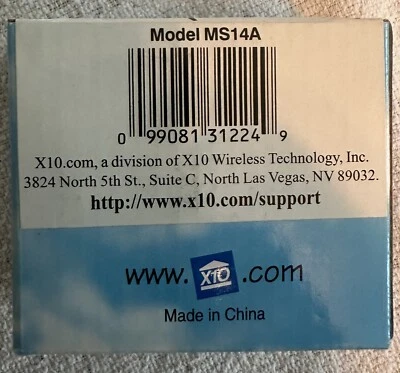 Model MS14A
0 99081 31224 9
X10.com, a division of X10 Wireless Technology, Inc.
3824 North 5th St., Suite C, North Las Vegas, NV 89032.
http://www.x10.com/support
www. X10 .com
Made in China